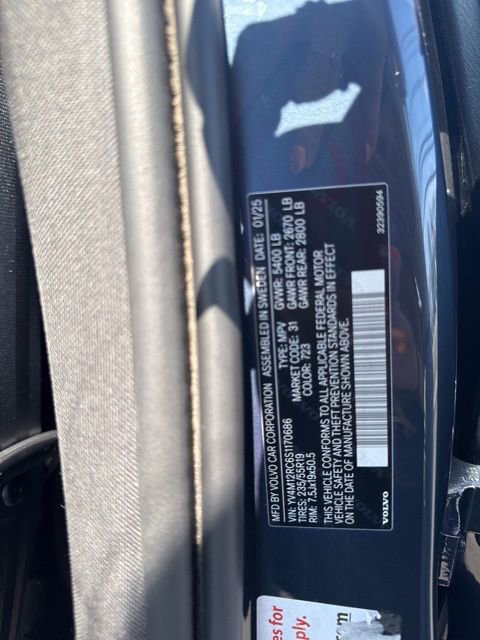 MFD BY VOLVO CAR CORPORATION ASSEMBLED IN SWEDEN DATE: 01/25
VIN: YV4M12RC6S1170686 TYPE: MPV GVWR: 5400 LB
TIRES: 235/55R19 MARKET CODE: 31 GAWR FRONT: 2670 LB
RIM: 7.5Jx19x50.5 COLOR: 723 GAWR REAR: 2800 LB
THIS VEHICLE CONFORMS TO ALL APPLICABLE FEDERAL MOTOR
VEHICLE SAFETY AND THEFT PREVENTION STANDARDS IN EFFECT
ON THE DATE OF MANUFACTURE SHOWN ABOVE.
VOLVO 32390594
es for
ply.